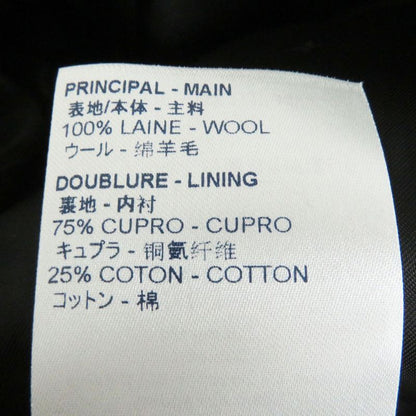 PRINCIPAL - MAIN
表地/本体 - 主料
100% LAINE - WOOL
ウール - 绵羊毛
DOUBLURE - LINING
裏地 - 内衬
75% CUPRO - CUPRO
キュプラ - 铜氨纤维
25% COTON - COTTON
コットン - 棉